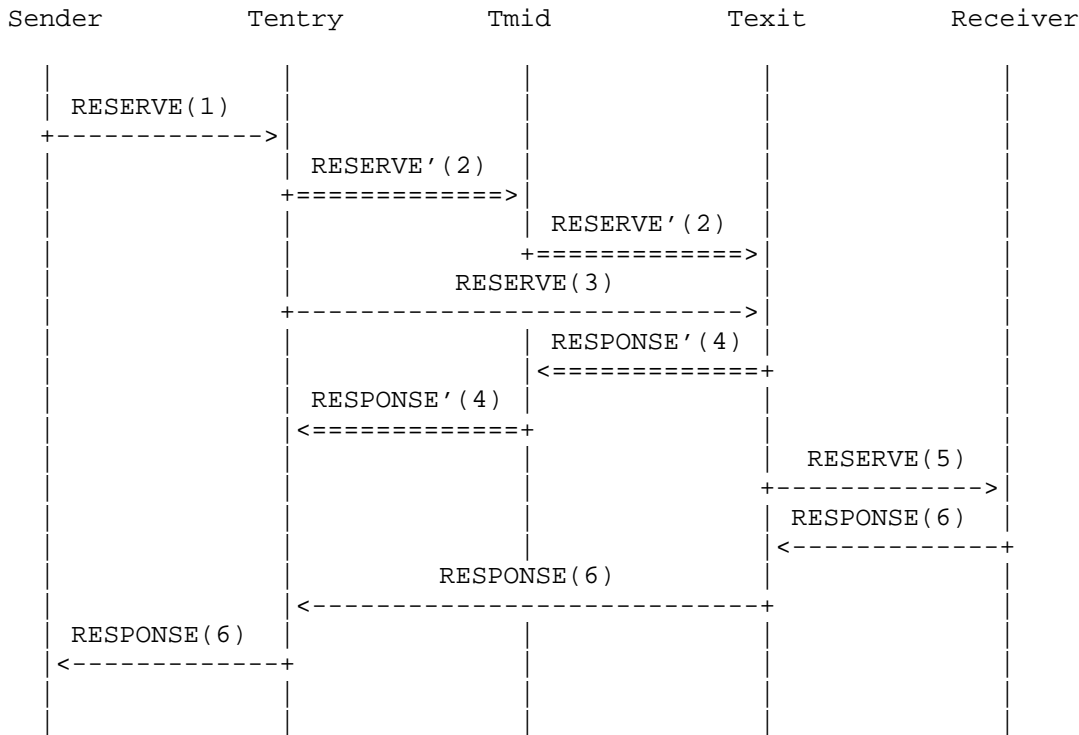 Sender Tentry Tmid Texit Receiver
RESERVE(1)
RESERVE'(2)
RESERVE'(2)
RESERVE(3)
RESPONSE'(4)
RESPONSE'(4)
RESERVE(5)
RESPONSE(6)
RESPONSE(6)
RESPONSE(6)